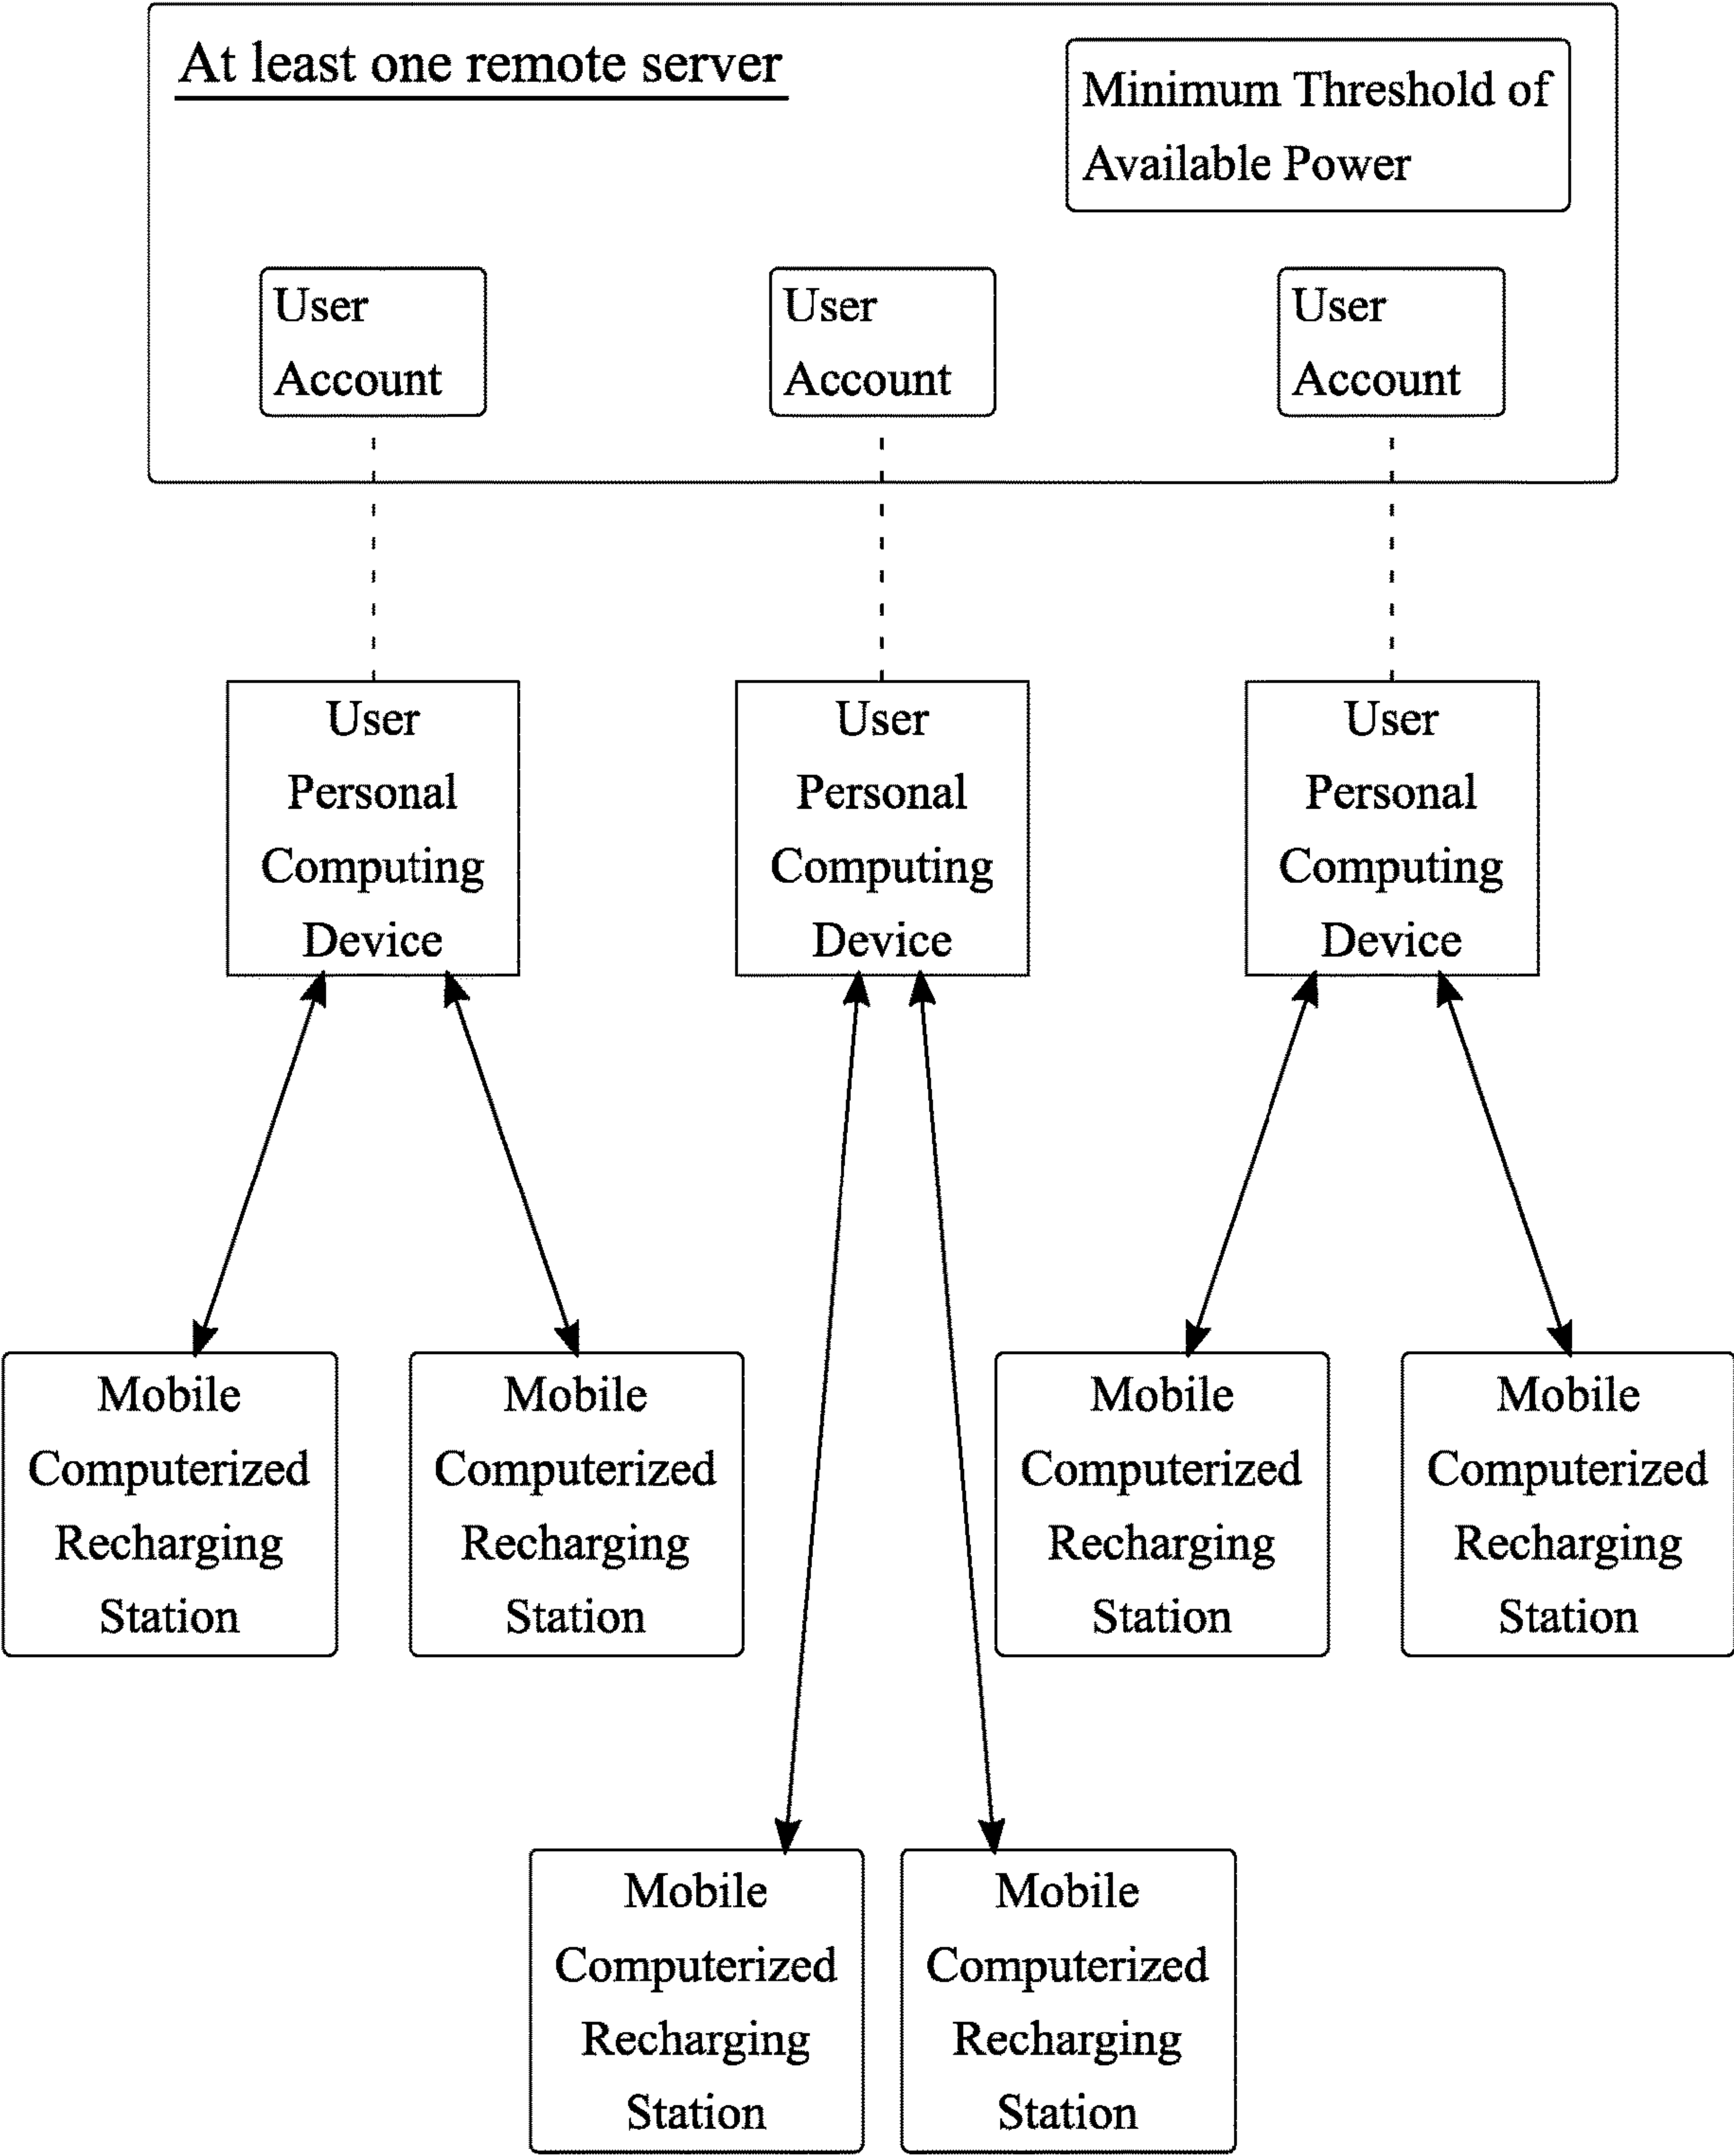 At least one remote server
Minimum Threshold of
Available Power
User
Account
User
Account
User
Account
User
Personal
Computing
Device
User
Personal
Computing
Device
User
Personal
Computing
Device
Mobile
Computerized
Recharging
Station
Mobile
Computerized
Recharging
Station
Mobile
Computerized
Recharging
Station
Mobile
Computerized
Recharging
Station
Mobile
Computerized
Recharging
Station
Mobile
Computerized
Recharging
Station